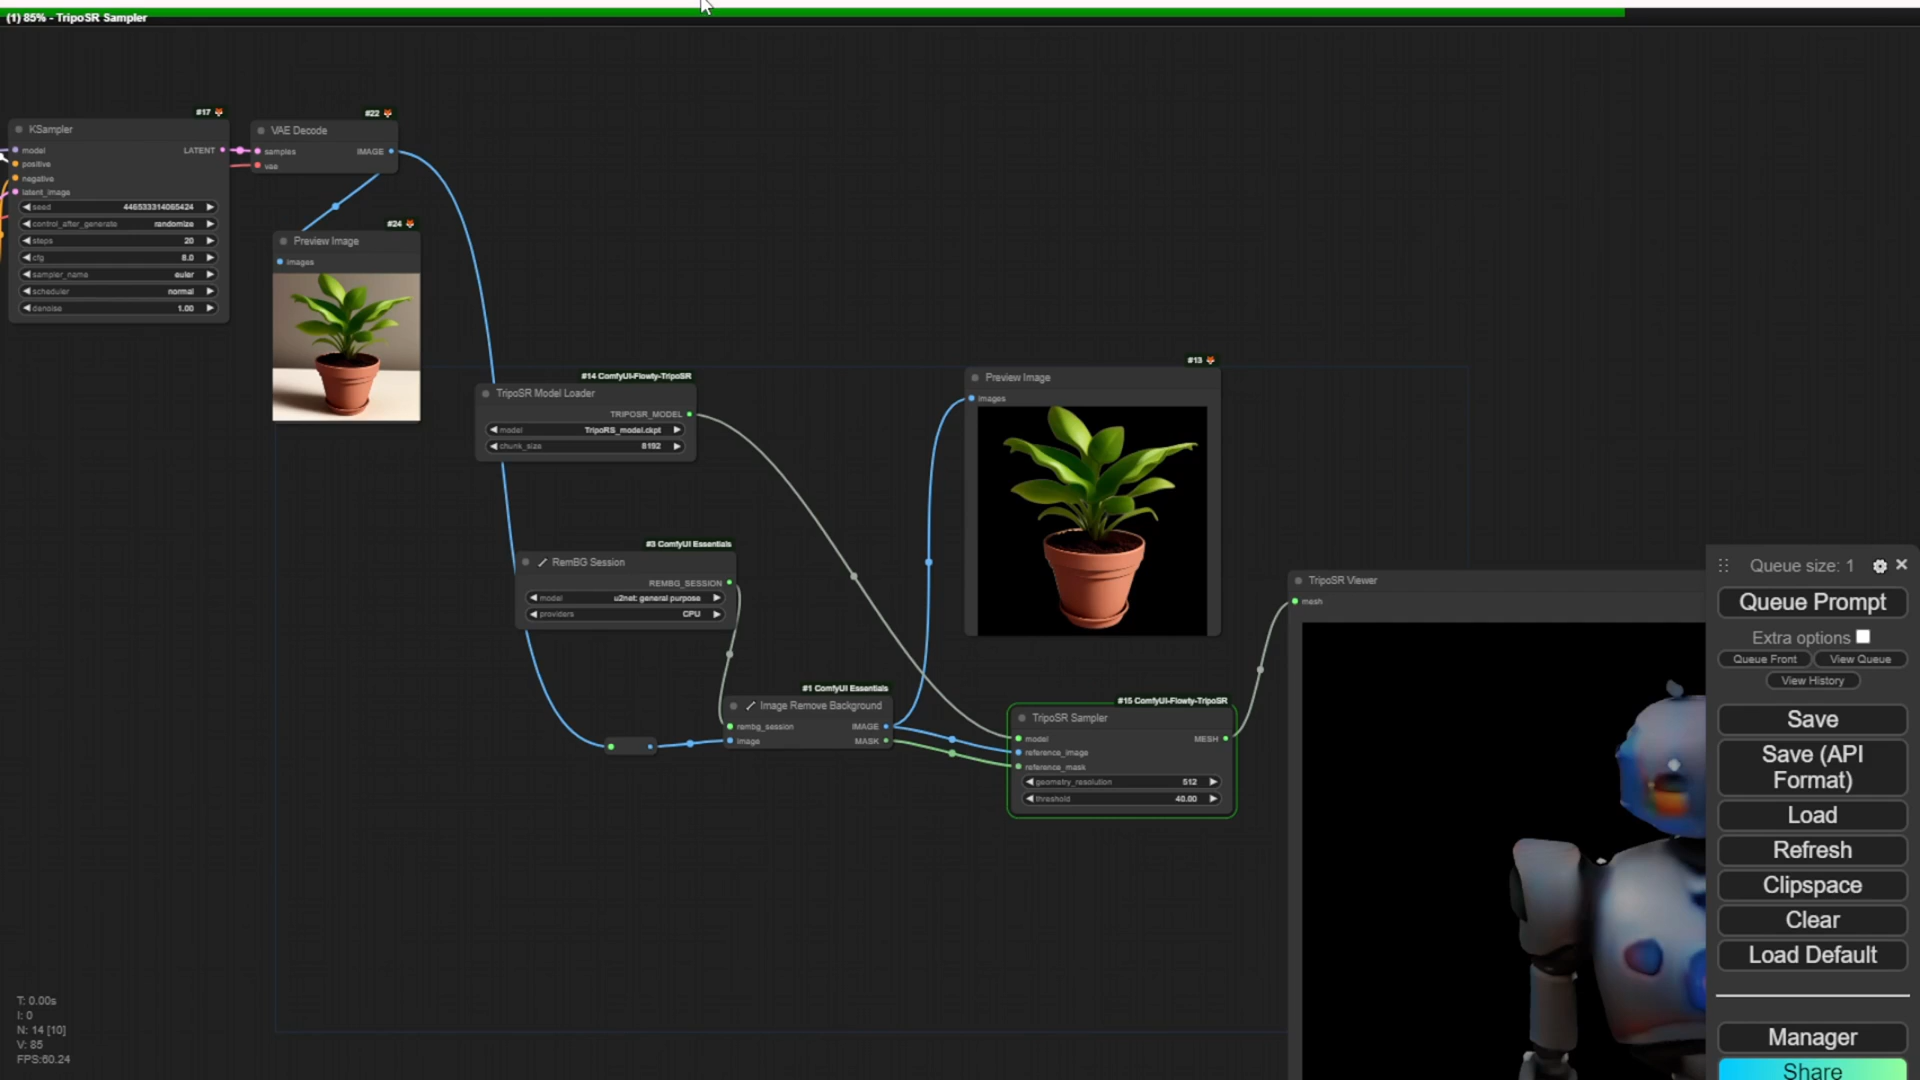 (1) 85% - TripoSR Sampler
#17
KSampler
model
LATENT
positive
negative
latent_image
seed 446533314065424
control_after_generate randomize
steps 20
cfg 8.0
sampler_name euler
scheduler normal
denoise 1.00
#22
VAE Decode
samples
IMAGE
vae
#24
Preview Image
images
#14 ComfyUI-Flowty-TripoSR
TripoSR Model Loader
TRIPOSR_MODEL
model TripoRS_model.ckpt
chunk_size 8192
#3 ComfyUI Essentials
RemBG Session
REMBG_SESSION
model u2net: general purpose
providers CPU
#1 ComfyUI Essentials
Image Remove Background
rembg_session
IMAGE
image
MASK
#13
Preview Image
images
#15 ComfyUI-Flowty-TripoSR
TripoSR Sampler
model
MESH
reference_image
reference_mask
geometry_resolution 512
threshold 40.00
TripoSR Viewer
mesh
Queue size: 1
Queue Prompt
Extra options
Queue Front
View Queue
View History
Save
Save (API
Format)
Load
Refresh
Clipspace
Clear
Load Default
Manager
Share
T: 0.00s
I: 0
N: 14 [10]
V: 85
FPS:60.24